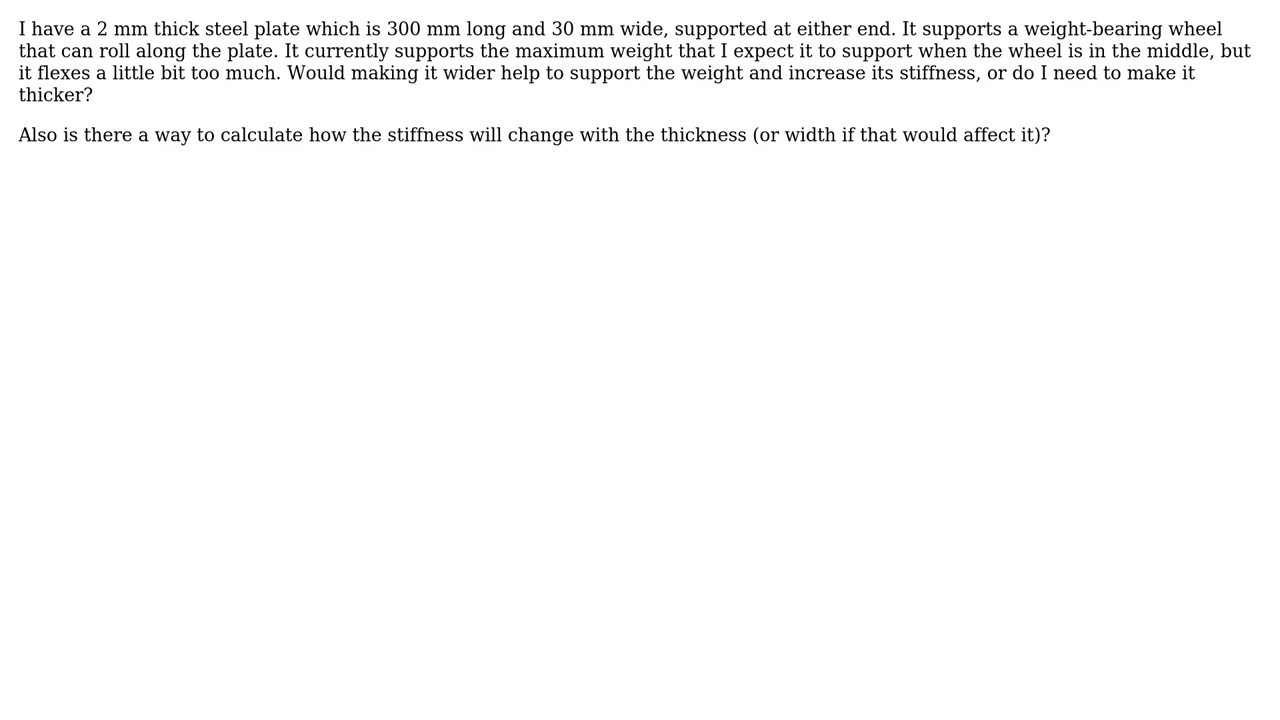 I have a 2 mm thick steel plate which is 300 mm long and 30 mm wide, supported at either end. It supports a weight-bearing wheel
that can roll along the plate. It currently supports the maximum weight that I expect it to support when the wheel is in the middle, but
it flexes a little bit too much. Would making it wider help to support the weight and increase its stiffness, or do I need to make it
thicker?
Also is there a way to calculate how the stiffness will change with the thickness (or width if that would affect it)?